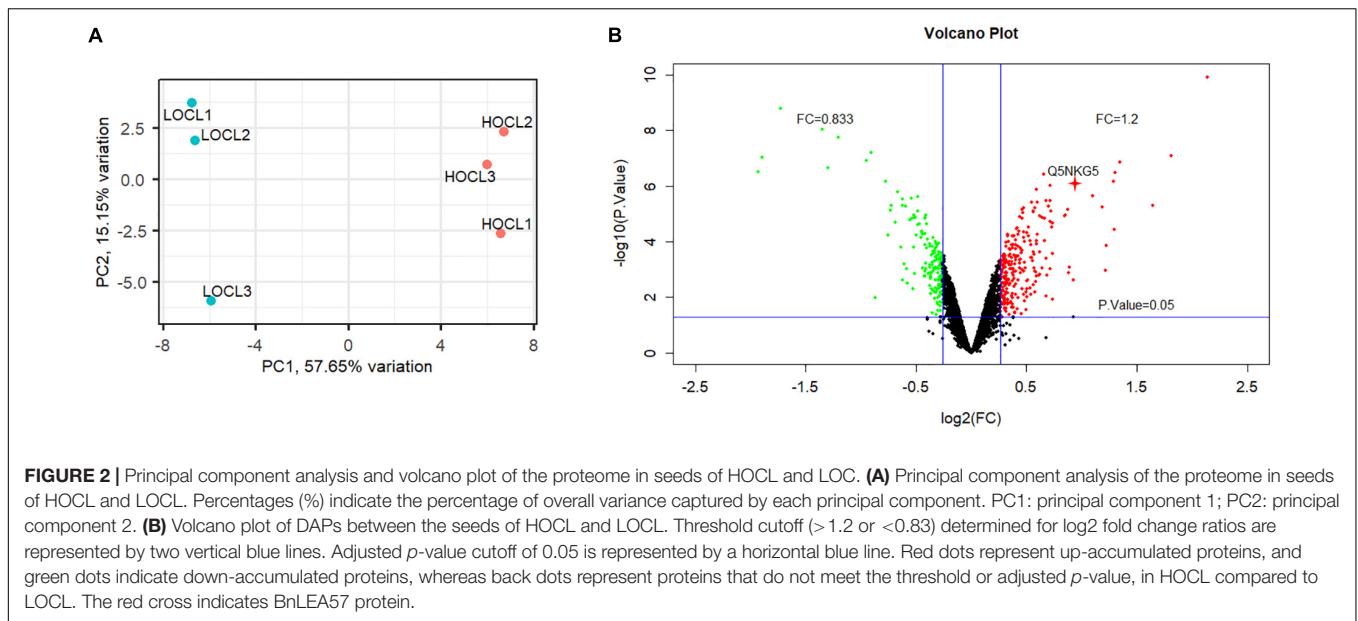 A
PC2, 15.15% variation
2.5
0.0
-2.5
-5.0
LOCL1
LOCL2
LOCL3
HOCL2
HOCL3
HOCL1
-8 -4 0 4 8
PC1, 57.65% variation
B
Volcano Plot
-log10(P.Value)
10
8
6
4
2
0
FC=0.833
FC=1.2
Q5NKG5
P.Value=0.05
-2.5 -1.5 -0.5 0.5 1.5 2.5
log2(FC)
FIGURE 2 | Principal component analysis and volcano plot of the proteome in seeds of HOCL and LOC. (A) Principal component analysis of the proteome in seeds
of HOCL and LOCL. Percentages (%) indicate the percentage of overall variance captured by each principal component. PC1: principal component 1; PC2: principal
component 2. (B) Volcano plot of DAPs between the seeds of HOCL and LOCL. Threshold cutoff (>1.2 or <0.83) determined for log2 fold change ratios are
represented by two vertical blue lines. Adjusted p-value cutoff of 0.05 is represented by a horizontal blue line. Red dots represent up-accumulated proteins, and
green dots indicate down-accumulated proteins, whereas back dots represent proteins that do not meet the threshold or adjusted p-value, in HOCL compared to
LOCL. The red cross indicates BnLEA57 protein.